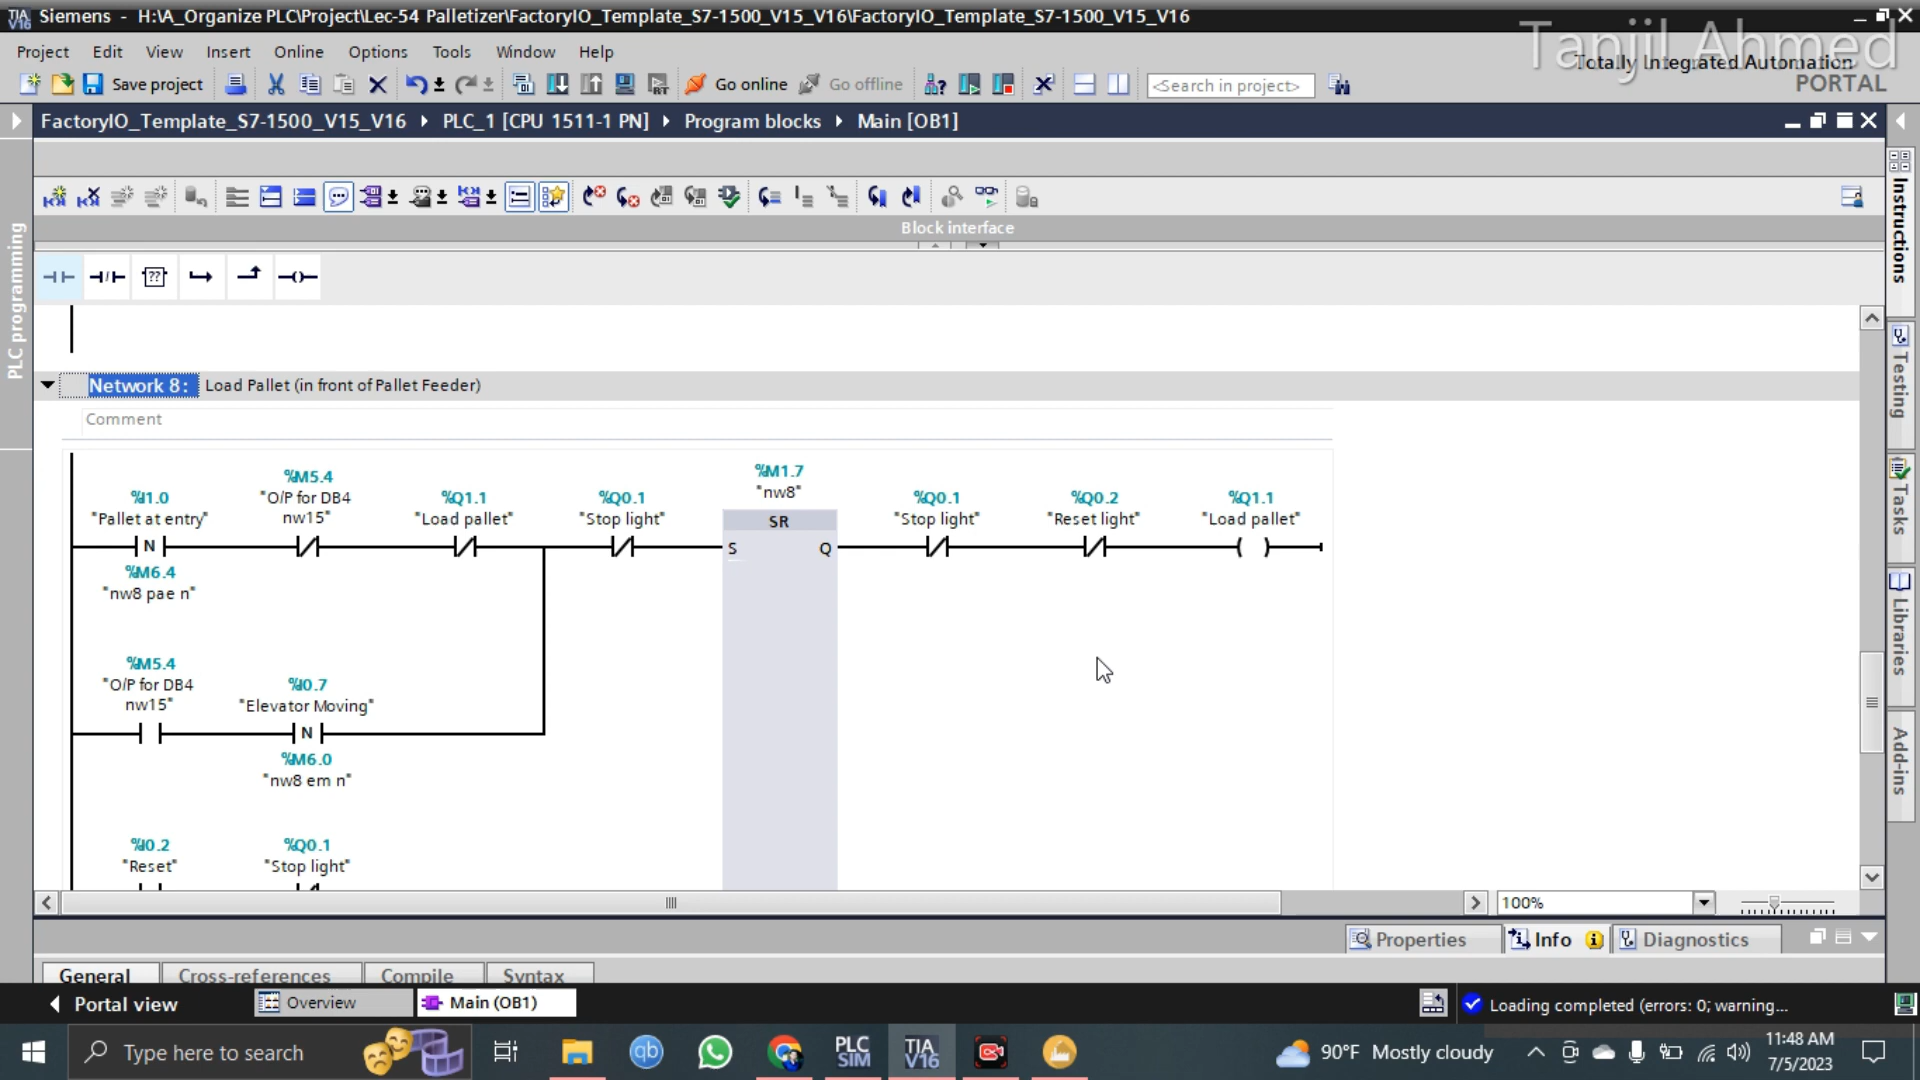 Siemens - H:\A_Organize PLC\Project\Lec-54 Palletizer\FactoryIO_Template_S7-1500_V15_V16\FactoryIO_Template_S7-1500_V15_V16
Tanjil Ahmed
Project Edit View Insert Online Options Tools Window Help
Totally Integrated Automation
PORTAL
Save project Go online Go offline <Search in project>
FactoryIO_Template_S7-1500_V15_V16 PLC_1 [CPU 1511-1 PN] Program blocks Main [OB1]
Block interface
PLC programming
Instructions
Testing
Tasks
Libraries
Add-ins
Network 8: Load Pallet (in front of Pallet Feeder)
Comment
%I1.0
"Pallet at entry"
N
%M6.4
"nw8 pae n"
%M5.4
"O/P for DB4
nw15"
%Q1.1
"Load pallet"
%Q0.1
"Stop light"
%M1.7
"nw8"
SR
S Q
%Q0.1
"Stop light"
%Q0.2
"Reset light"
%Q1.1
"Load pallet"
%M5.4
"O/P for DB4
nw15"
%I0.7
"Elevator Moving"
N
%M6.0
"nw8 em n"
%I0.2
"Reset"
%Q0.1
"Stop light"
100%
Properties Info Diagnostics
General Cross-references Compile Syntax
Portal view Overview Main (OB1) Loading completed (errors: 0; warning...
Type here to search
qb
PLC
SIM
TIA
V16
90°F Mostly cloudy
11:48 AM
7/5/2023